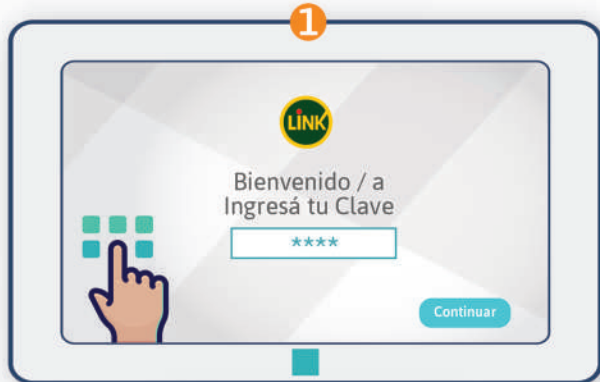 1
LINK
Bienvenido / a
Ingresá tu Clave
****
Continuar